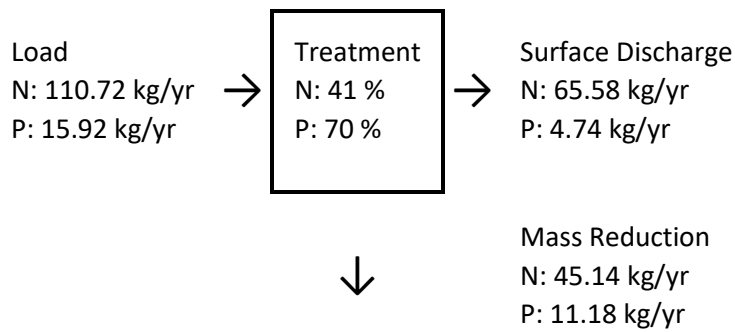 Load
N: 110.72 kg/yr
P: 15.92 kg/yr
Treatment
N: 41 %
P: 70 %
Surface Discharge
N: 65.58 kg/yr
P: 4.74 kg/yr
Mass Reduction
N: 45.14 kg/yr
P: 11.18 kg/yr